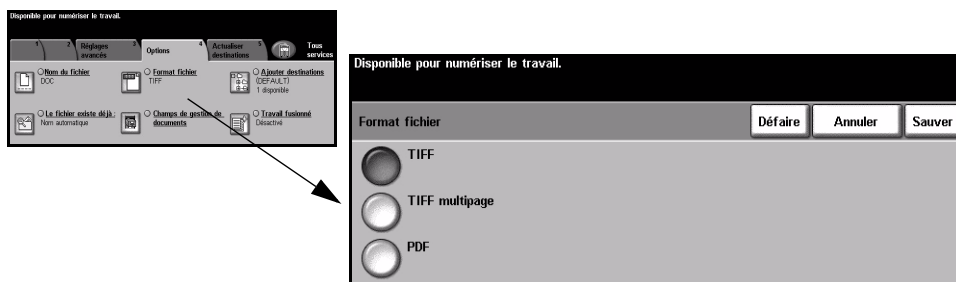 Disponible pour numériser le travail.
1 2 Réglages avancés 3 Options 4 Actualiser destinations 5 Tous services
Nom du fichier
DOC
Format fichier
TIFF
Ajouter destinations
(DEFAULT)
1 disponible
Le fichier existe déjà :
Nom automatique
Champs de gestion de documents
Travail fusionné
Désactivé
Disponible pour numériser le travail.
Format fichier Défaire Annuler Sauver
TIFF
TIFF multipage
PDF